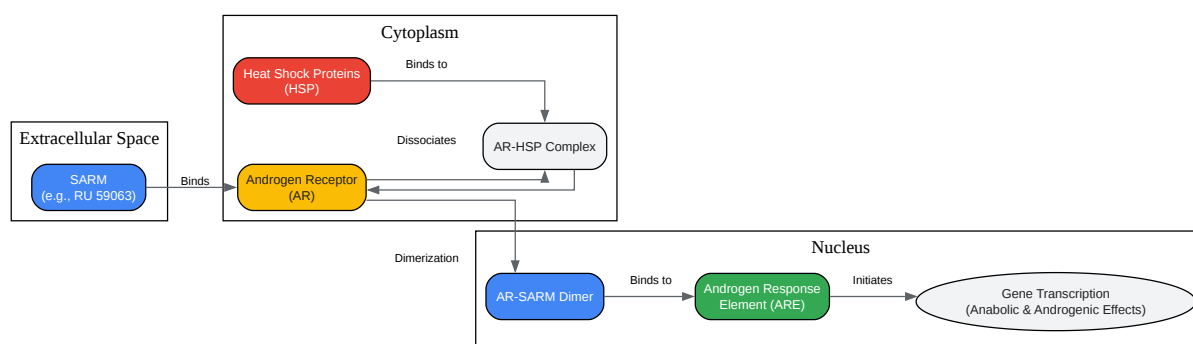 Cytoplasm
Heat Shock Proteins
(HSP)
Binds to
Extracellular Space
Dissociates
AR-HSP Complex
SARM
(e.g., RU 59063)
Binds
Androgen Receptor
(AR)
Nucleus
Dimerization
AR-SARM Dimer
Binds to
Androgen Response
Element (ARE)
Initiates
Gene Transcription
(Anabolic & Androgenic Effects)